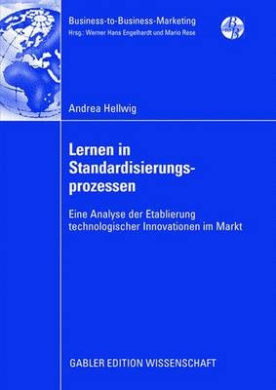 Business-to-Business-Marketing
Hrsg.: Werner Hans Engelhardt und Mario Rese
Andrea Hellwig
Lernen in
Standardisierungs-
prozessen
Eine Analyse der Etablierung
technologischer Innovationen im Markt
GABLER EDITION WISSENSCHAFT